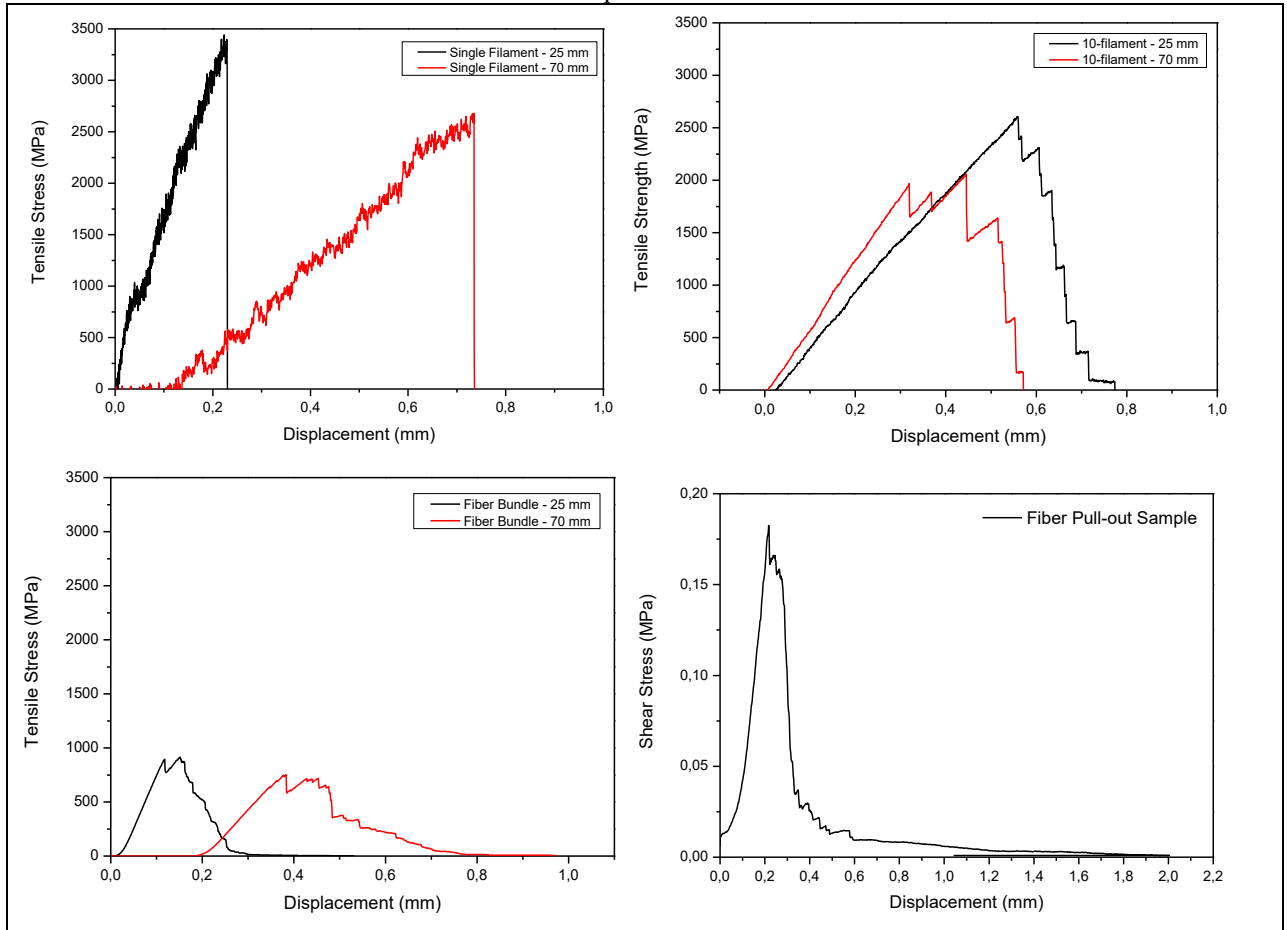 3500
3000
2500
2000
1500
1000
500
0
Tensile Stress (MPa)
Single Filament - 25 mm
Single Filament - 70 mm
0,0 0,2 0,4 0,6 0,8 1,0
Displacement (mm)
3500
3000
2500
2000
1500
1000
500
0
Tensile Strength (MPa)
10-filament - 25 mm
10-filament - 70 mm
0,0 0,2 0,4 0,6 0,8 1,0
Displacement (mm)
3500
3000
2500
2000
1500
1000
500
0
Tensile Stress (MPa)
Fiber Bundle - 25 mm
Fiber Bundle - 70 mm
0,0 0,2 0,4 0,6 0,8 1,0
Displacement (mm)
0,20
0,15
0,10
0,05
0,00
Shear Stress (MPa)
Fiber Pull-out Sample
0,0 0,2 0,4 0,6 0,8 1,0 1,2 1,4 1,6 1,8 2,0 2,2
Displacement (mm)